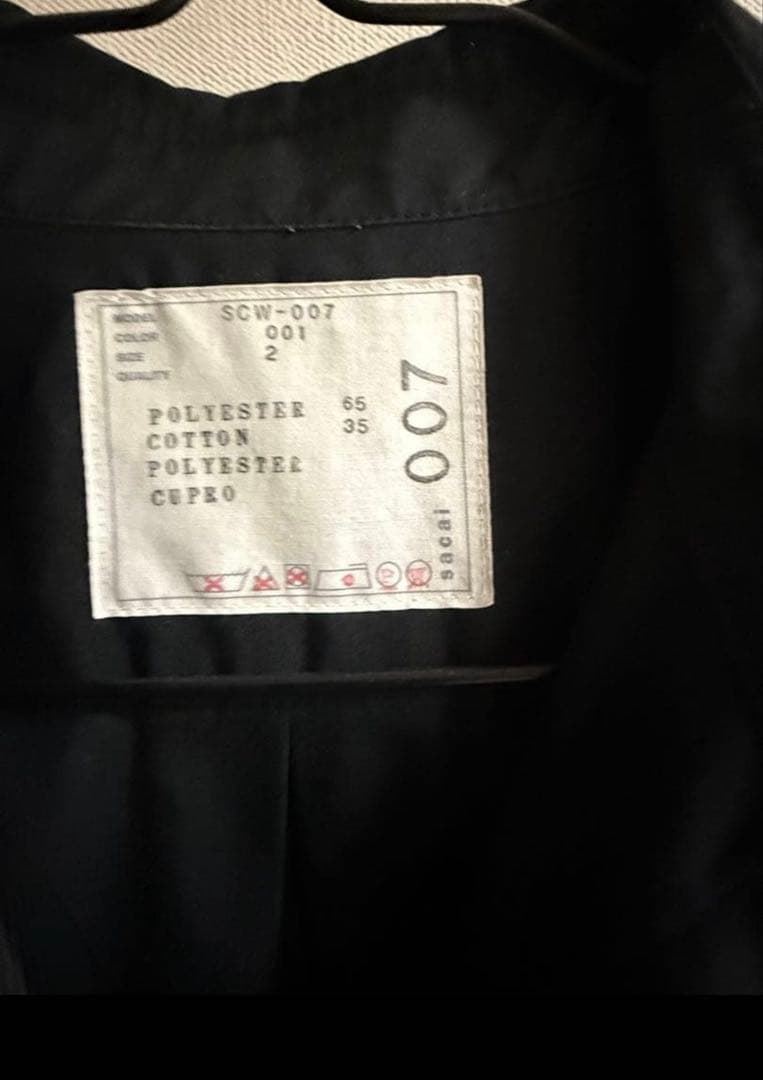 MODEL SCW-007
COLOR 001
SIZE 2
QUALITY
POLYESTER 65
COTTON 35
POLYESTER
CUPRO
007
sacai